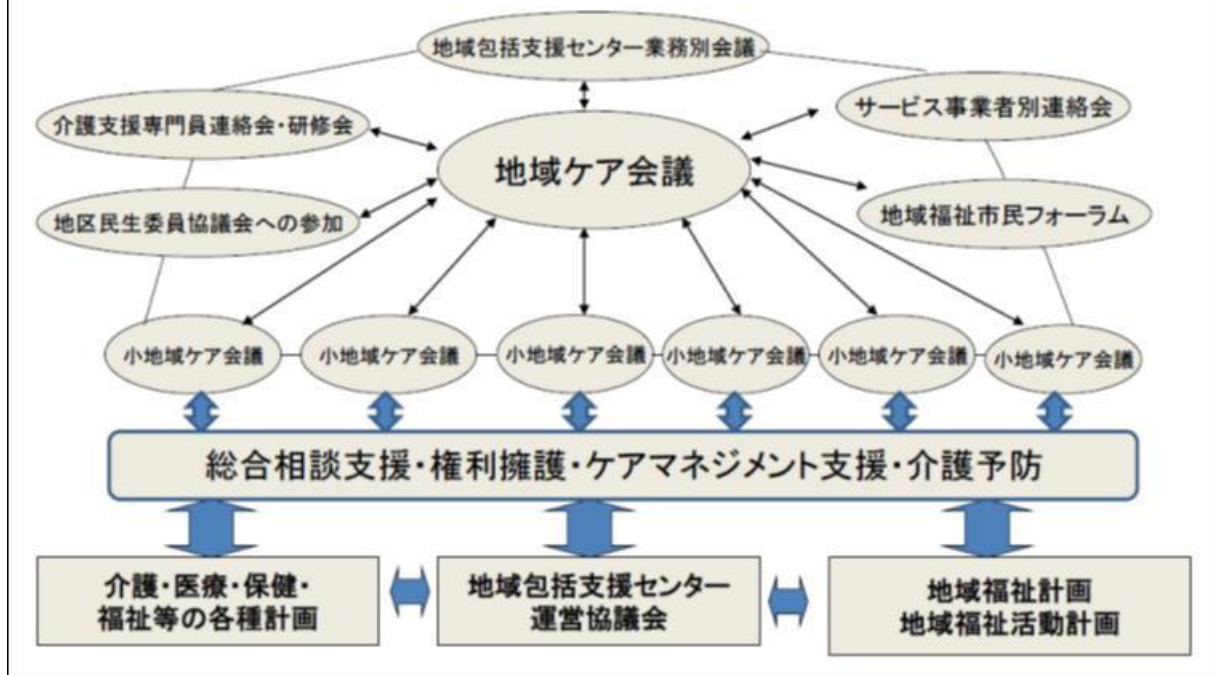 地域包括支援センター業務別会議
介護支援専門員連絡会・研修会
サービス事業者別連絡会
地域ケア会議
地区民生委員協議会への参加
地域福祉市民フォーラム
小地域ケア会議
小地域ケア会議
小地域ケア会議
小地域ケア会議
小地域ケア会議
小地域ケア会議
総合相談支援・権利擁護・ケアマネジメント支援・介護予防
介護・医療・保健・
福祉等の各種計画
地域包括支援センター
運営協議会
地域福祉計画
地域福祉活動計画